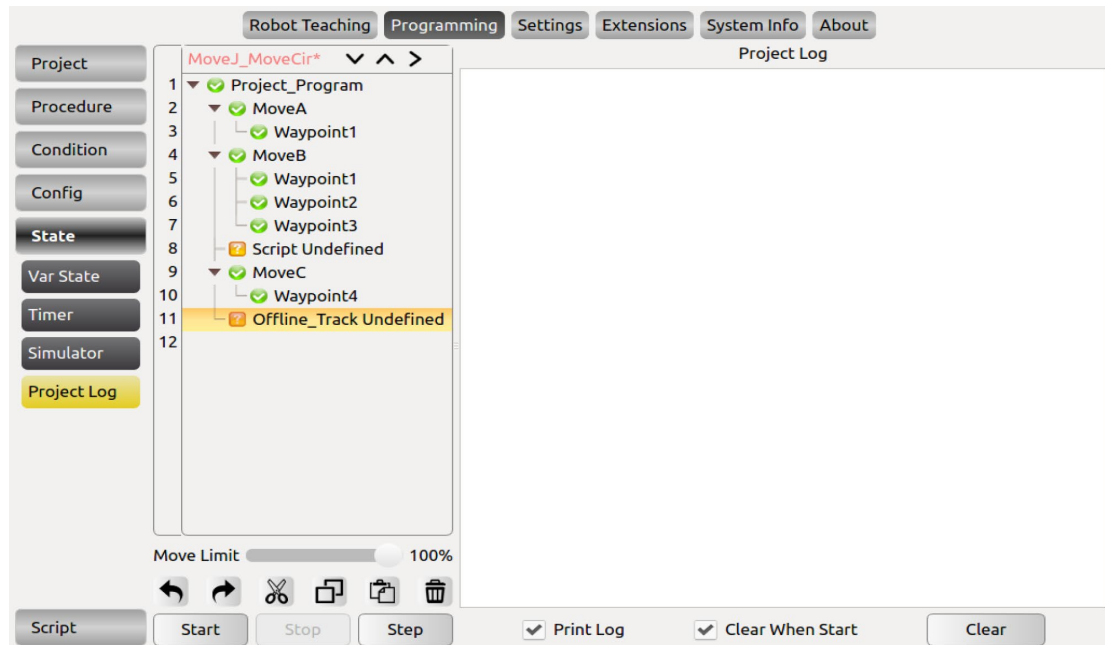 Robot Teaching Programming Settings Extensions System Info About
Project
Procedure
Condition
Config
State
Var State
Timer
Simulator
Project Log
Script
MoveJ_MoveCir*
1 Project_Program
2 MoveA
3 Waypoint1
4 MoveB
5 Waypoint1
6 Waypoint2
7 Waypoint3
8 ? Script Undefined
9 MoveC
10 Waypoint4
11 ? Offline_Track Undefined
12
Move Limit 100%
Start Stop Step
Project Log
Print Log Clear When Start Clear